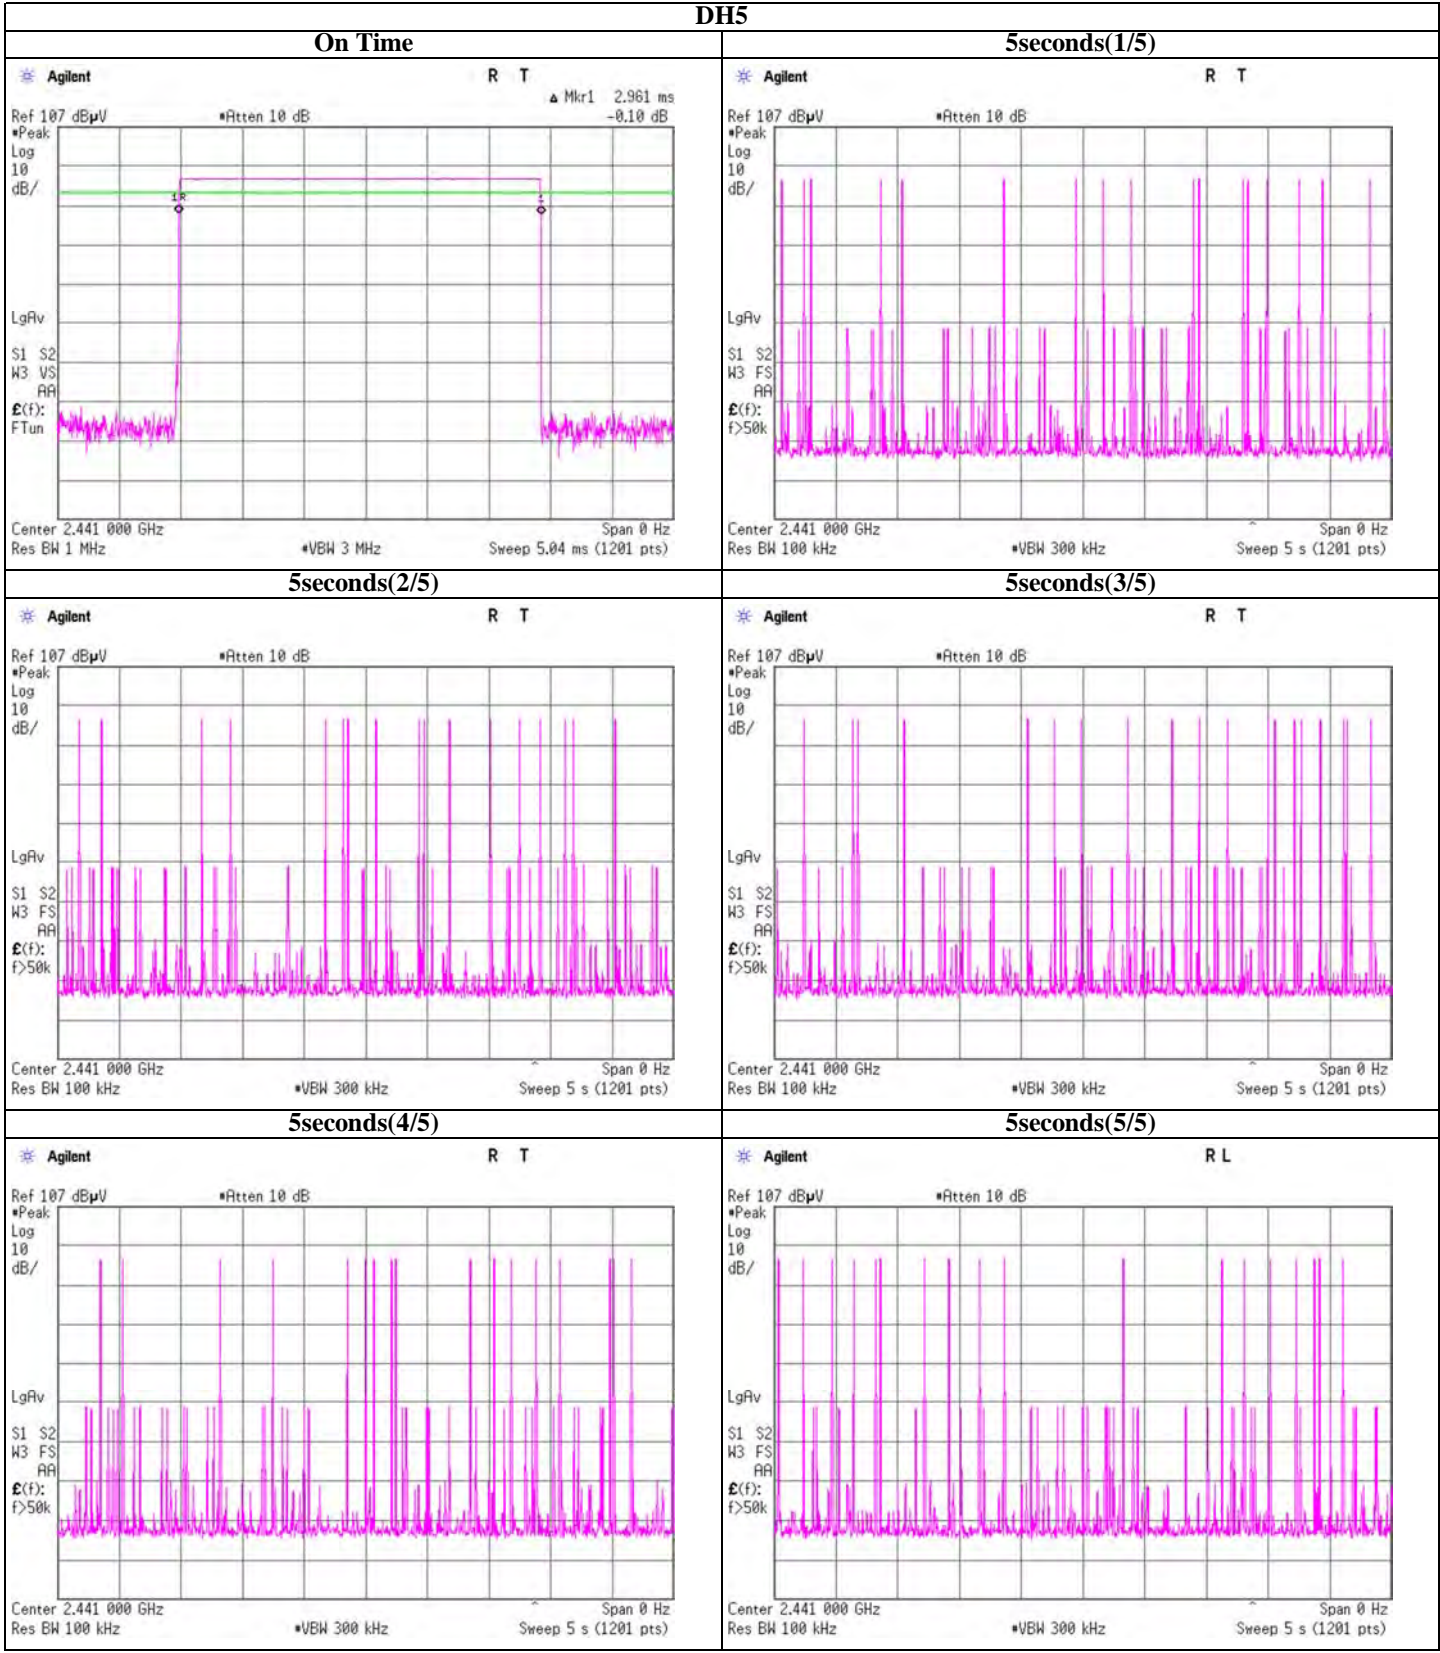 DH5
On Time
Agilent
R T
Δ Mkr1 2.961 ms
Ref 107 dBµV #Atten 10 dB -0.10 dB
#Peak
Log
10
dB/
1R
1
LgAv
S1 S2
W3 VS
AA
£(f):
FTun
Center 2.441 000 GHz Span 0 Hz
Res BW 1 MHz #VBW 3 MHz Sweep 5.04 ms (1201 pts)
5seconds(1/5)
Agilent
R T
Ref 107 dBµV #Atten 10 dB
#Peak
Log
10
dB/
LgAv
S1 S2
W3 FS
AA
£(f):
f>50k
Center 2.441 000 GHz Span 0 Hz
Res BW 100 kHz #VBW 300 kHz Sweep 5 s (1201 pts)
5seconds(2/5)
Agilent
R T
Ref 107 dBµV #Atten 10 dB
#Peak
Log
10
dB/
LgAv
S1 S2
W3 FS
AA
£(f):
f>50k
Center 2.441 000 GHz Span 0 Hz
Res BW 100 kHz #VBW 300 kHz Sweep 5 s (1201 pts)
5seconds(3/5)
Agilent
R T
Ref 107 dBµV #Atten 10 dB
#Peak
Log
10
dB/
LgAv
S1 S2
W3 FS
AA
£(f):
f>50k
Center 2.441 000 GHz Span 0 Hz
Res BW 100 kHz #VBW 300 kHz Sweep 5 s (1201 pts)
5seconds(4/5)
Agilent
R T
Ref 107 dBµV #Atten 10 dB
#Peak
Log
10
dB/
LgAv
S1 S2
W3 FS
AA
£(f):
f>50k
Center 2.441 000 GHz Span 0 Hz
Res BW 100 kHz #VBW 300 kHz Sweep 5 s (1201 pts)
5seconds(5/5)
Agilent
R L
Ref 107 dBµV #Atten 10 dB
#Peak
Log
10
dB/
LgAv
S1 S2
W3 FS
AA
£(f):
f>50k
Center 2.441 000 GHz Span 0 Hz
Res BW 100 kHz #VBW 300 kHz Sweep 5 s (1201 pts)